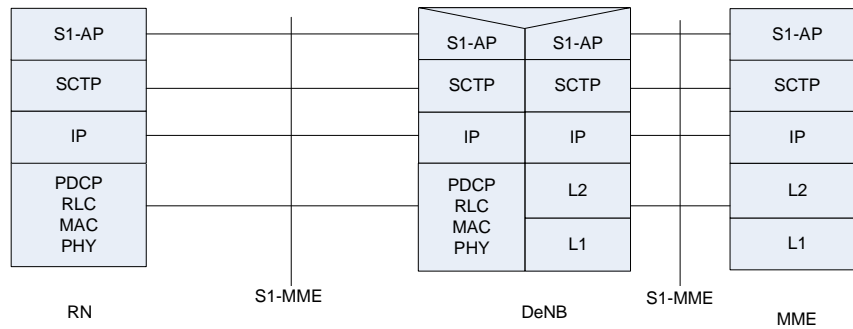 S1-AP
SCTP
IP
PDCP
RLC
MAC
PHY
RN
S1-MME
S1-AP
S1-AP
SCTP
SCTP
IP
IP
PDCP
RLC
MAC
PHY
L2
L1
DeNB
S1-MME
S1-AP
SCTP
IP
L2
L1
MME